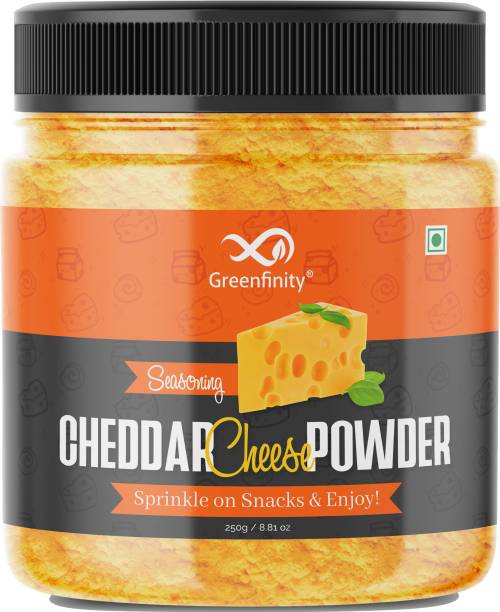 Greenfinity®
Seasoning
CHEDDAR Cheese POWDER
Sprinkle on Snacks & Enjoy!
250g / 8.81 oz